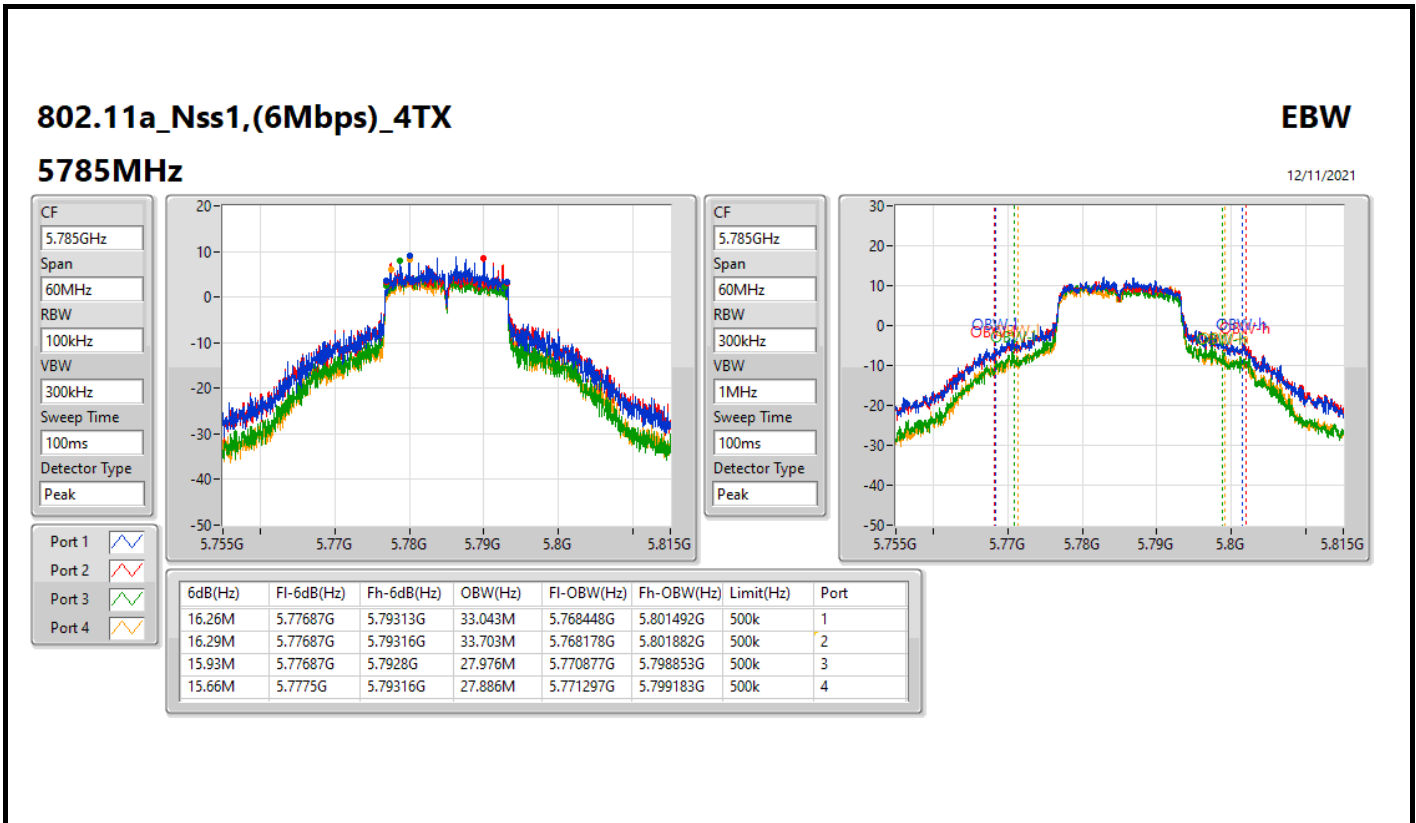 802.11a_Nss1,(6Mbps)_4TX EBW
5785MHz 12/11/2021
CF
5.785GHz
Span
60MHz
RBW
100kHz
VBW
300kHz
Sweep Time
100ms
Detector Type
Peak
20
10
0
-10
-20
-30
-40
-50
5.755G 5.77G 5.78G 5.79G 5.8G 5.815G
CF
5.785GHz
Span
60MHz
RBW
300kHz
VBW
1MHz
Sweep Time
100ms
Detector Type
Peak
30
20
10
0
-10
-20
-30
-40
-50
5.755G 5.77G 5.78G 5.79G 5.8G 5.815G
Port 1
Port 2
Port 3
Port 4
6dB(Hz) Fl-6dB(Hz) Fh-6dB(Hz) OBW(Hz) Fl-OBW(Hz) Fh-OBW(Hz) Limit(Hz) Port
16.26M 5.77687G 5.79313G 33.043M 5.768448G 5.801492G 500k 1
16.29M 5.77687G 5.79316G 33.703M 5.768178G 5.801882G 500k 2
15.93M 5.77687G 5.7928G 27.976M 5.770877G 5.798853G 500k 3
15.66M 5.7775G 5.79316G 27.886M 5.771297G 5.799183G 500k 4